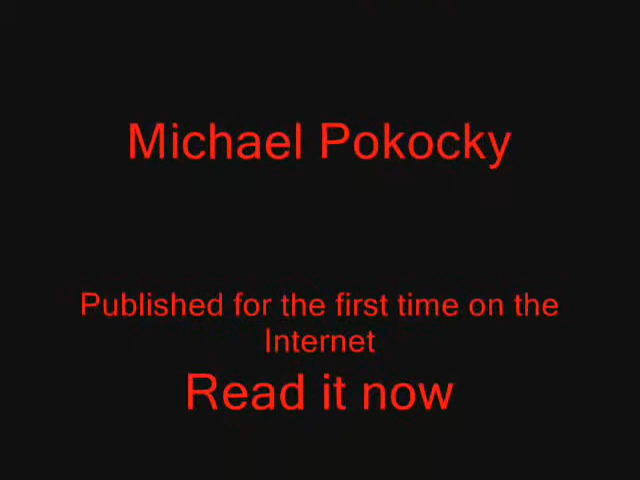 Michael Pokocky
Published for the first time on the
Internet
Read it now